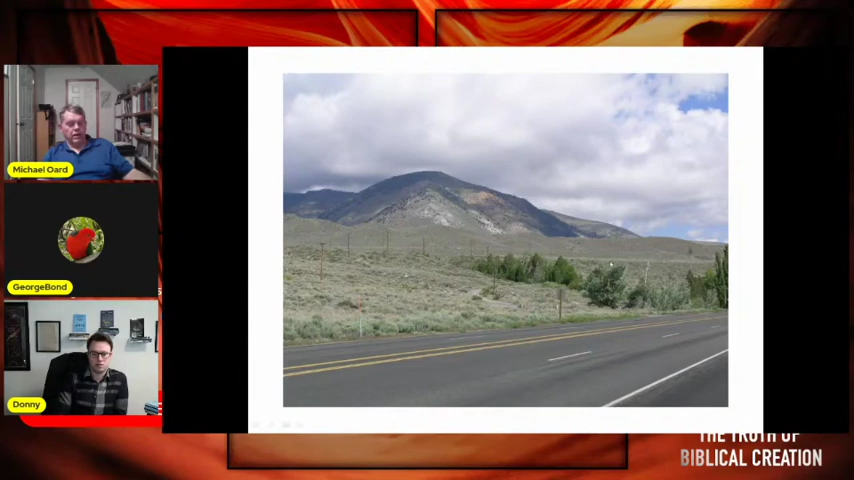 Michael Oard
GeorgeBond
Donny
THE TRUTH OF
BIBLICAL CREATION